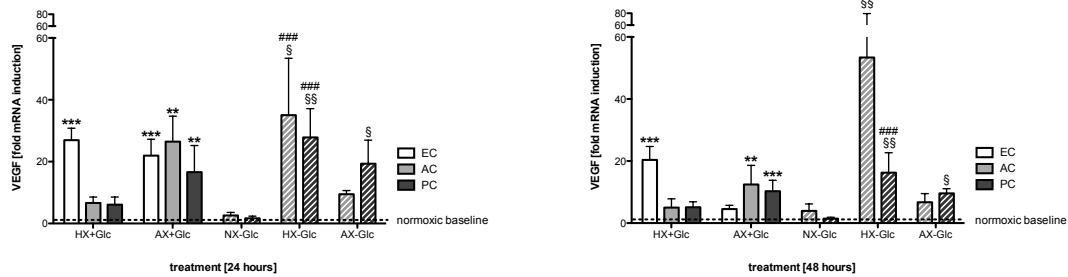 VEGF [fold mRNA induction]
80
60
60
40
20
0
***
***
**
**
###
§
###
§§
§
EC
AC
PC
normoxic baseline
HX+Glc AX+Glc NX-Glc HX-Glc AX-Glc
treatment [24 hours]
VEGF [fold mRNA induction]
80
60
60
40
20
0
***
**
***
§§
###
§§
§
EC
AC
PC
normoxic baseline
HX+Glc AX+Glc NX-Glc HX-Glc AX-Glc
treatment [48 hours]